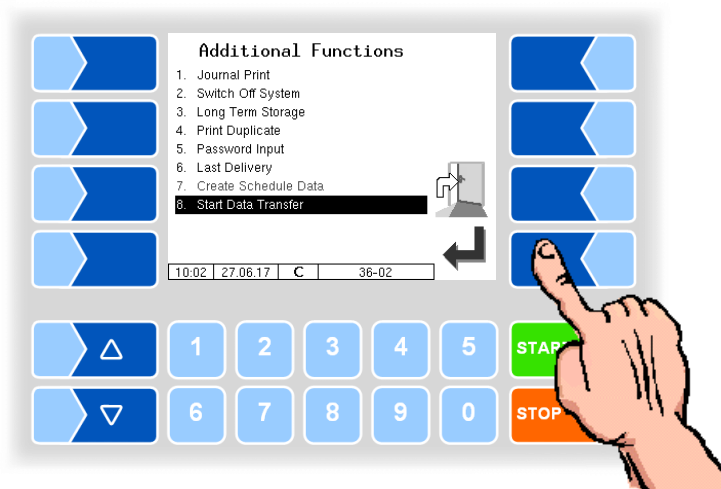 Additional Functions
1. Journal Print
2. Switch Off System
3. Long Term Storage
4. Print Duplicate
5. Password Input
6. Last Delivery
7. Create Schedule Data
8. Start Data Transfer
10:02 27.06.17 C 36-02
1 2 3 4 5 START
6 7 8 9 0 STOP